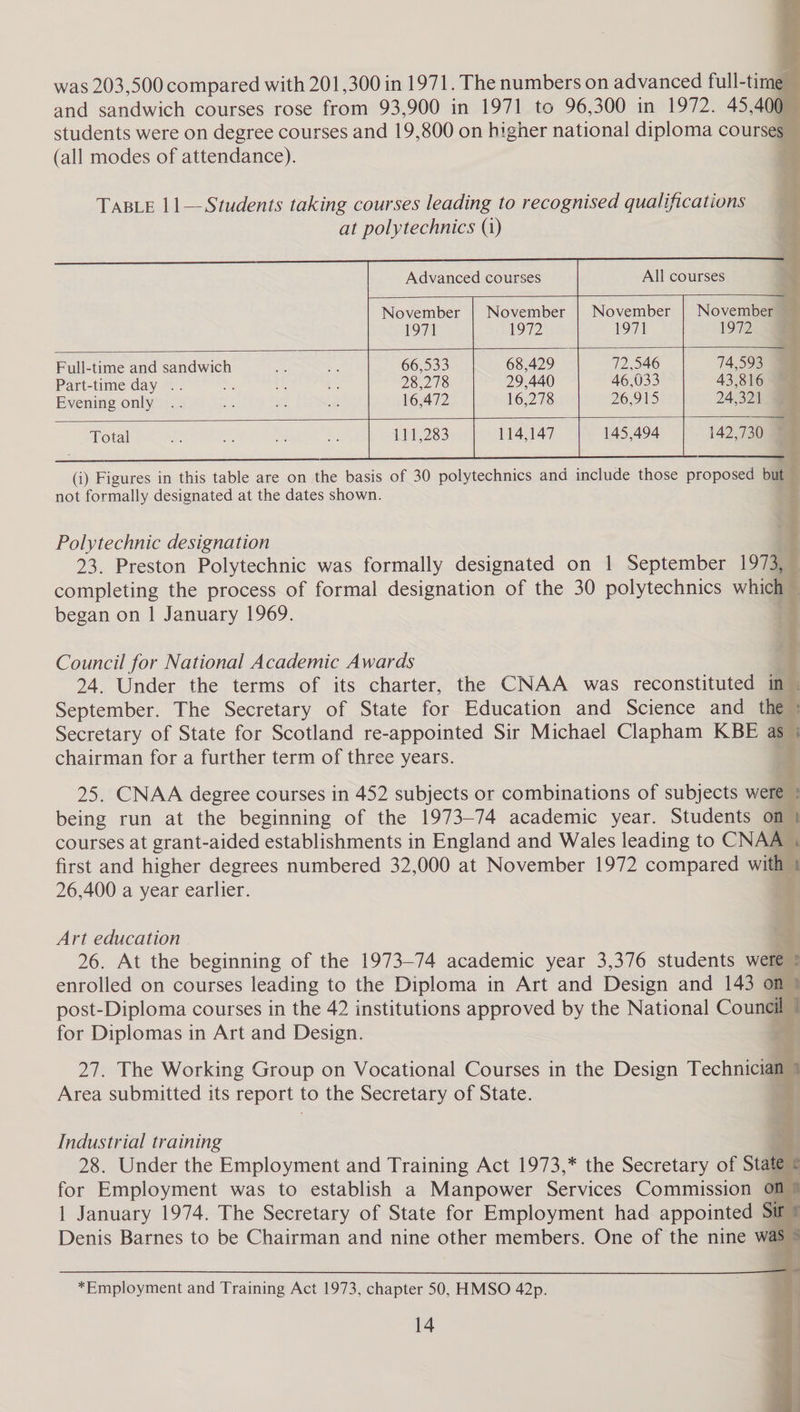 was 203,500 compared with 201,300 in 1971. The numbers on advanced full-time
and sandwich courses rose from 93,900 in 1971 to 96,300 in 1972. 45,400
students were on degree courses and 19,800 on higher national diploma courses
(all modes of attendance).
TABLE 11—Students taking courses leading to recognised qualifications
at polytechnics (i)
Advanced courses All courses
November November November November
1971 1972 1971 1972
Full-time and sandwich .. .. 66,533 68,429 72,546 74,593
Part-time day .. .. .. .. 28,278 29,440 46,033 43,816
Evening only .. .. .. .. 16,472 16,278 26,915 24,321
Total .. .. .. .. 111,283 114,147 145,494 142,730
(i) Figures in this table are on the basis of 30 polytechnics and include those proposed but
not formally designated at the dates shown.
Polytechnic designation
23. Preston Polytechnic was formally designated on 1 September 1973,
completing the process of formal designation of the 30 polytechnics which
began on 1 January 1969.
Council for National Academic Awards
24. Under the terms of its charter, the CNAA was reconstituted in
September. The Secretary of State for Education and Science and the
Secretary of State for Scotland re-appointed Sir Michael Clapham KBE as
chairman for a further term of three years.
25. CNAA degree courses in 452 subjects or combinations of subjects were
being run at the beginning of the 1973–74 academic year. Students on
courses at grant-aided establishments in England and Wales leading to CNAA
first and higher degrees numbered 32,000 at November 1972 compared with
26,400 a year earlier.
Art education
26. At the beginning of the 1973–74 academic year 3,376 students were
enrolled on courses leading to the Diploma in Art and Design and 143 on
post-Diploma courses in the 42 institutions approved by the National Council
for Diplomas in Art and Design.
27. The Working Group on Vocational Courses in the Design Technician
Area submitted its report to the Secretary of State.
Industrial training
28. Under the Employment and Training Act 1973,* the Secretary of State
for Employment was to establish a Manpower Services Commission on
1 January 1974. The Secretary of State for Employment had appointed Sir
Denis Barnes to be Chairman and nine other members. One of the nine was
*Employment and Training Act 1973, chapter 50, HMSO 42p.
14